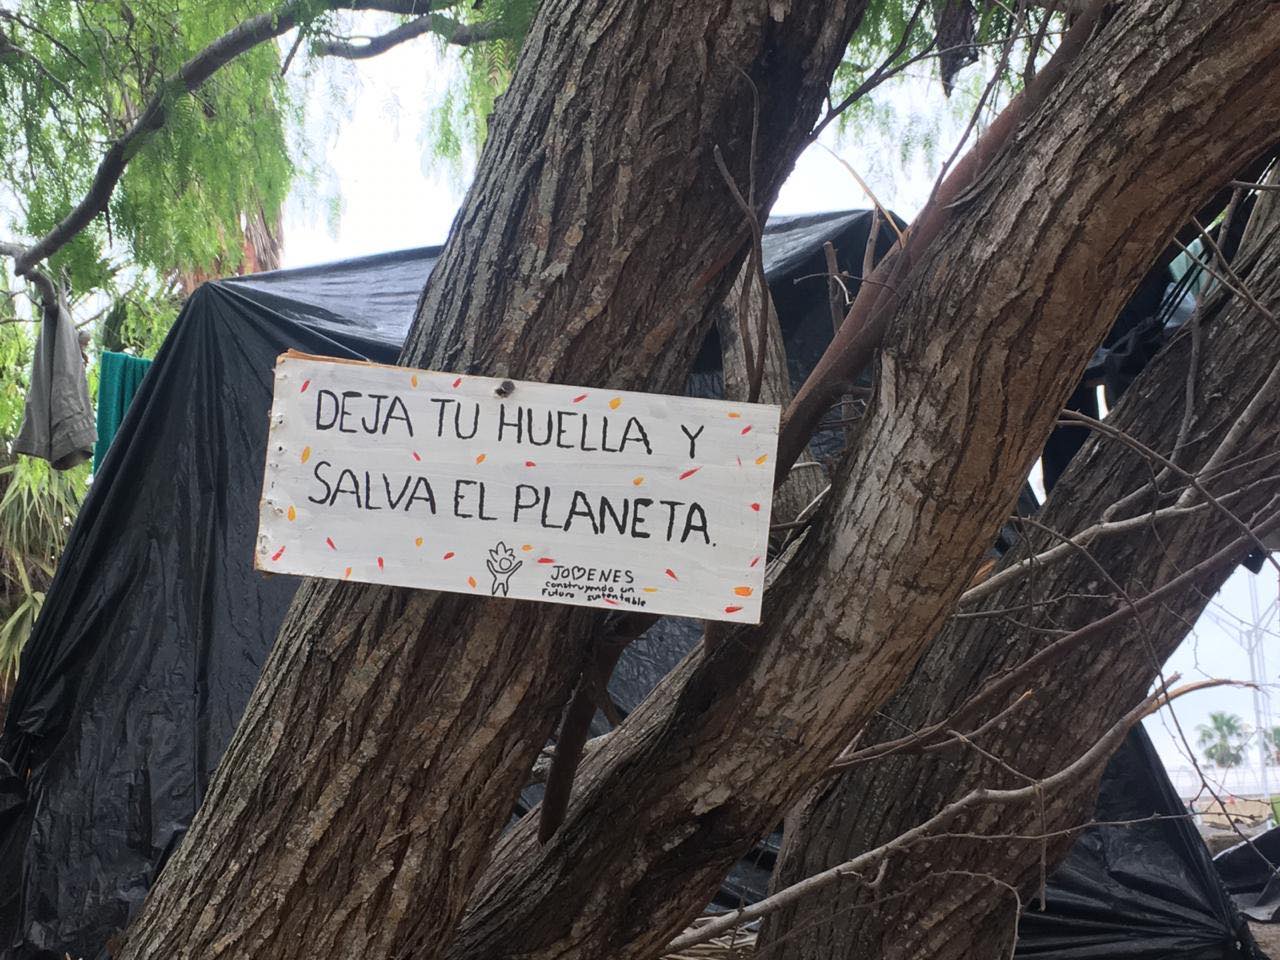 DEJA TU HUELLA Y
SALVA EL PLANETA.
JOVENES
construyendo un
Futuro sustentable